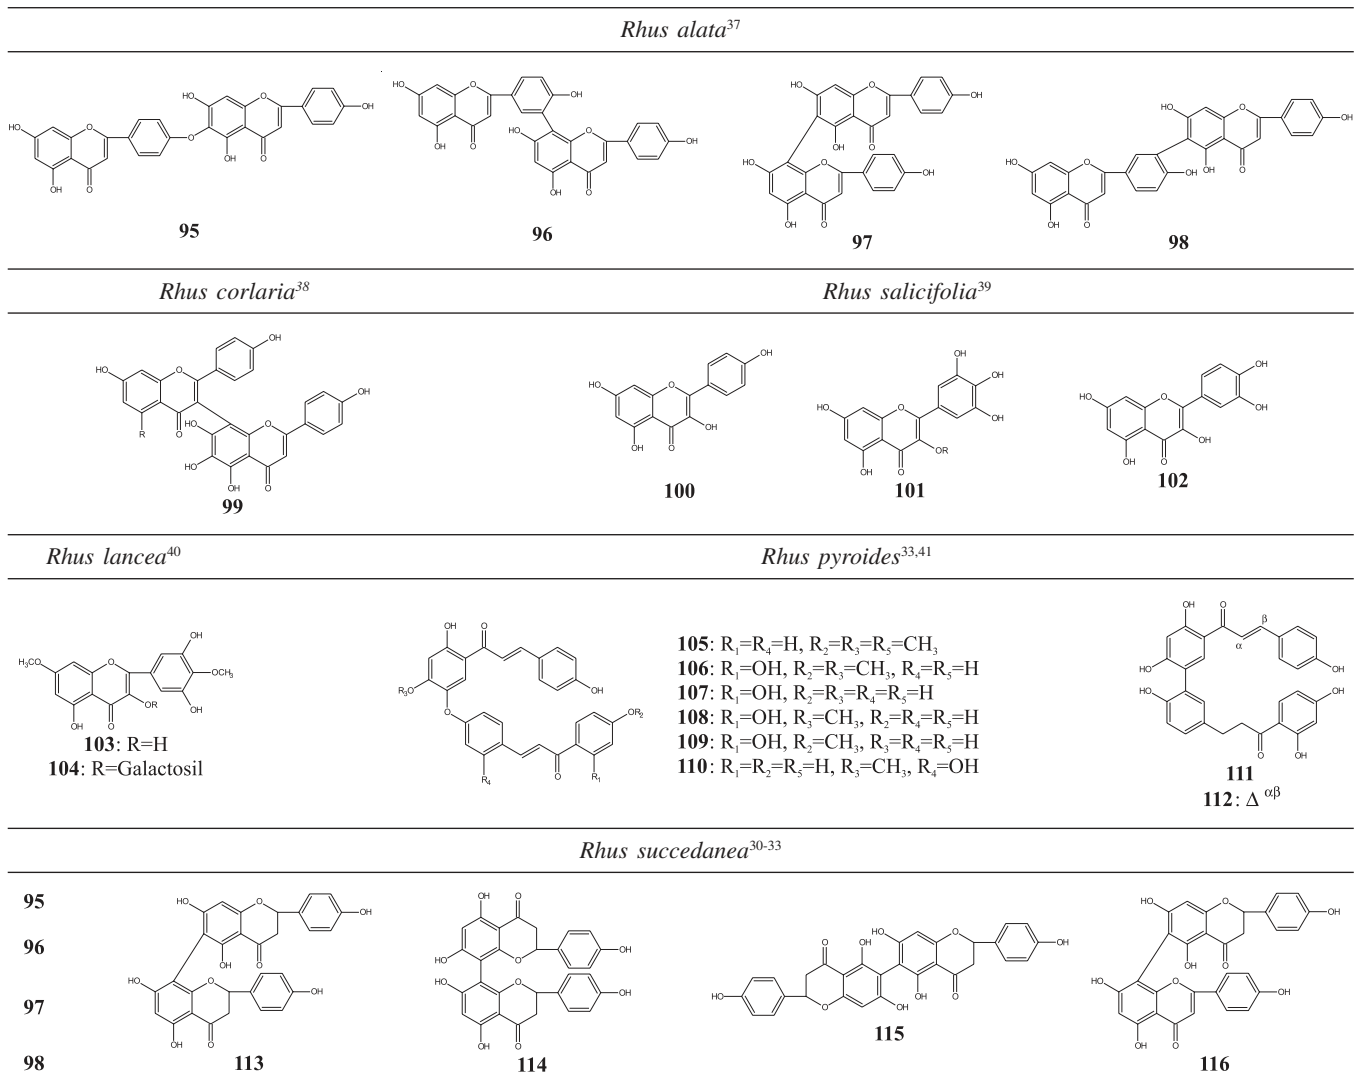 Rhus alata37
95
96
97
98
Rhus corlaria38
Rhus salicifolia39
99
100
101
102
Rhus lancea40
Rhus pyroides33,41
103: R=H
104: R=Galactosil
105: R1=R4=H, R2=R3=R5=CH3
106: R1=OH, R2=R3=CH3, R4=R5=H
107: R1=OH, R2=R3=R4=R5=H
108: R1=OH, R3=CH3, R2=R4=R5=H
109: R1=OH, R2=CH3, R3=R4=R5=H
110: R1=R2=R5=H, R3=CH3, R4=OH
111
112: Δ αβ
Rhus succedanea30-33
95
96
97
98
113
114
115
116